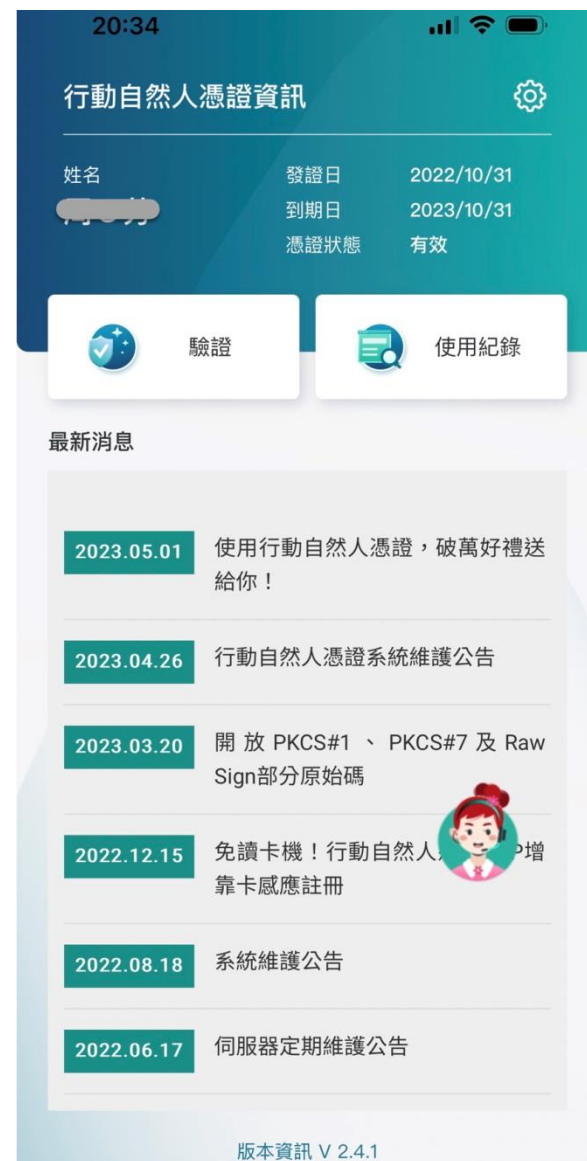 20:34
行動自然人憑證資訊
姓名
發證日 2022/10/31
到期日 2023/10/31
憑證狀態 有效
驗證
使用紀錄
最新消息
2023.05.01
使用行動自然人憑證，破萬好禮送
給你！
2023.04.26
行動自然人憑證系統維護公告
2023.03.20
開放 PKCS#1 、 PKCS#7 及 Raw
Sign部分原始碼
2022.12.15
免讀卡機！行動自然人 P增
靠卡感應註冊
2022.08.18
系統維護公告
2022.06.17
伺服器定期維護公告
版本資訊 V 2.4.1